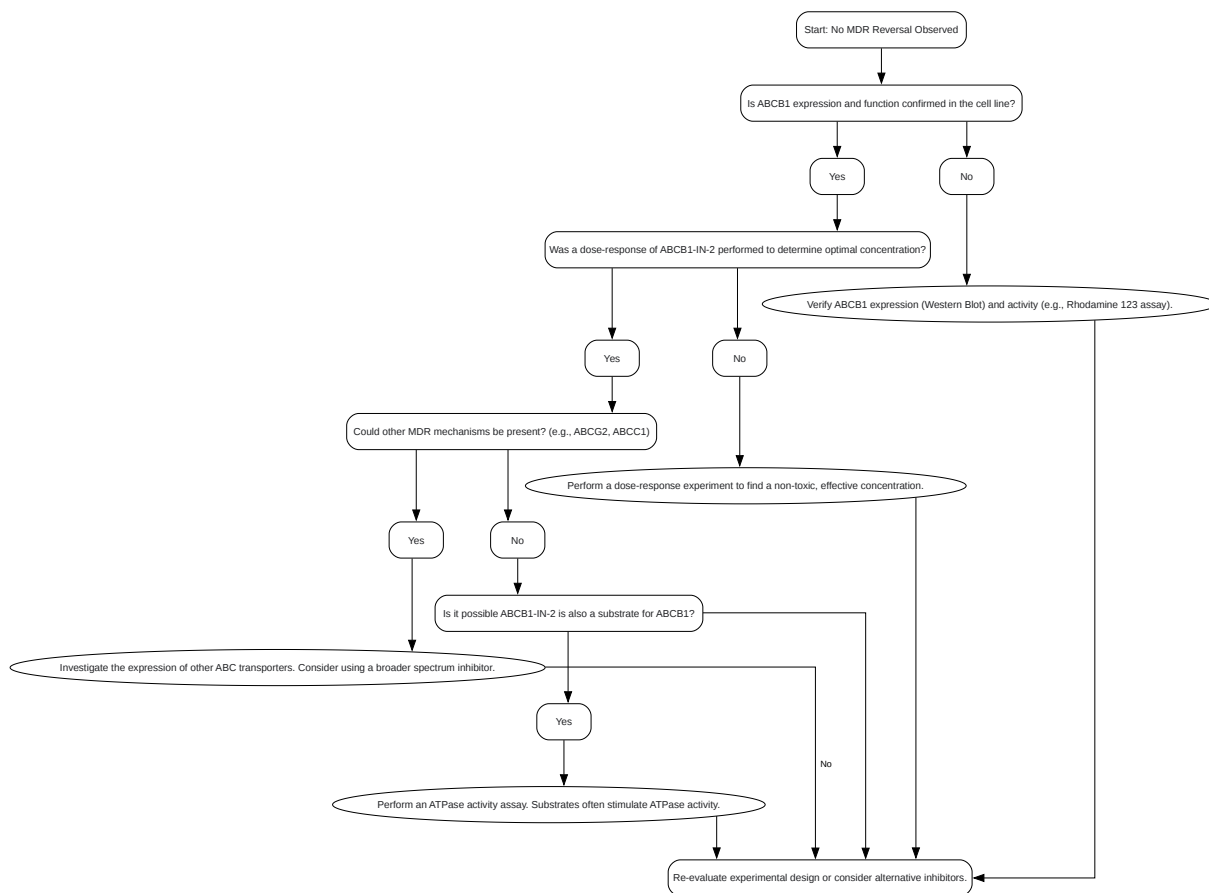 Start: No MDR Reversal Observed
Is ABCB1 expression and function confirmed in the cell line?
Yes
No
Was a dose-response of ABCB1-IN-2 performed to determine optimal concentration?
Verify ABCB1 expression (Western Blot) and activity (e.g., Rhodamine 123 assay).
Yes
No
Could other MDR mechanisms be present? (e.g., ABCG2, ABCC1)
Perform a dose-response experiment to find a non-toxic, effective concentration.
Yes
No
Is it possible ABCB1-IN-2 is also a substrate for ABCB1?
Investigate the expression of other ABC transporters. Consider using a broader spectrum inhibitor.
Yes
No
Perform an ATPase activity assay. Substrates often stimulate ATPase activity.
Re-evaluate experimental design or consider alternative inhibitors.